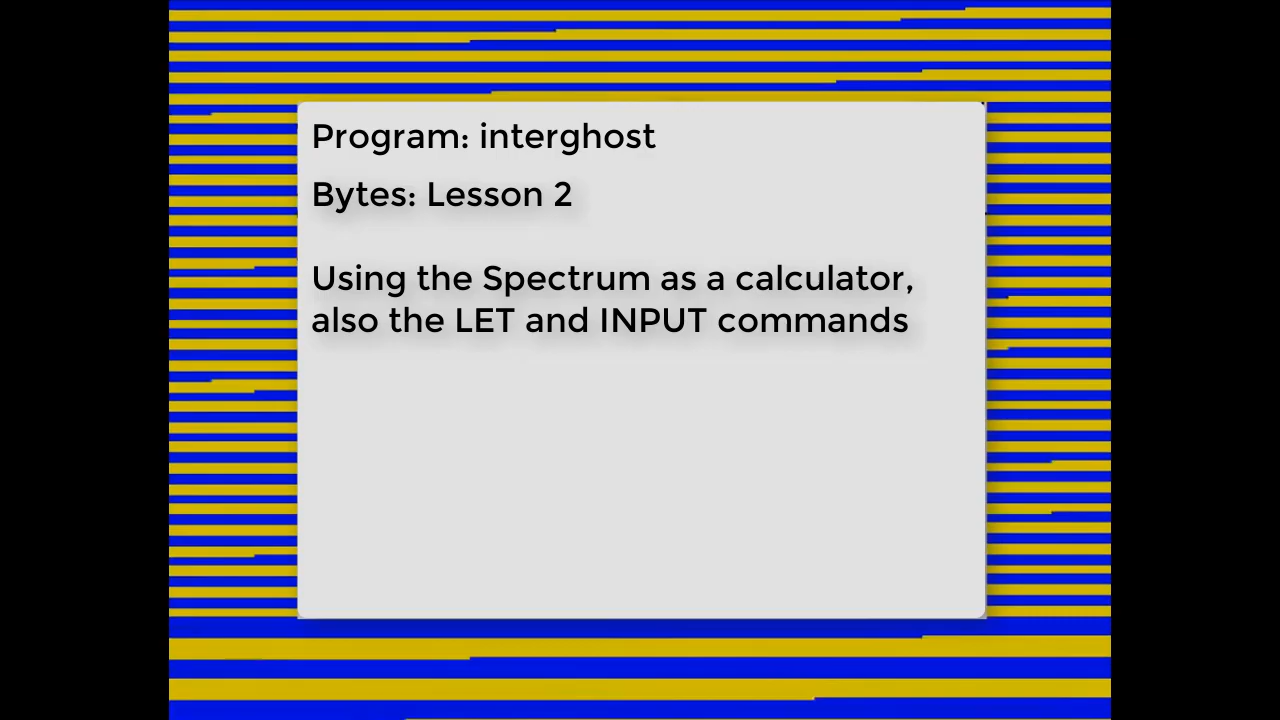 Program: interghost
Bytes: Lesson 2
Using the Spectrum as a calculator,
also the LET and INPUT commands